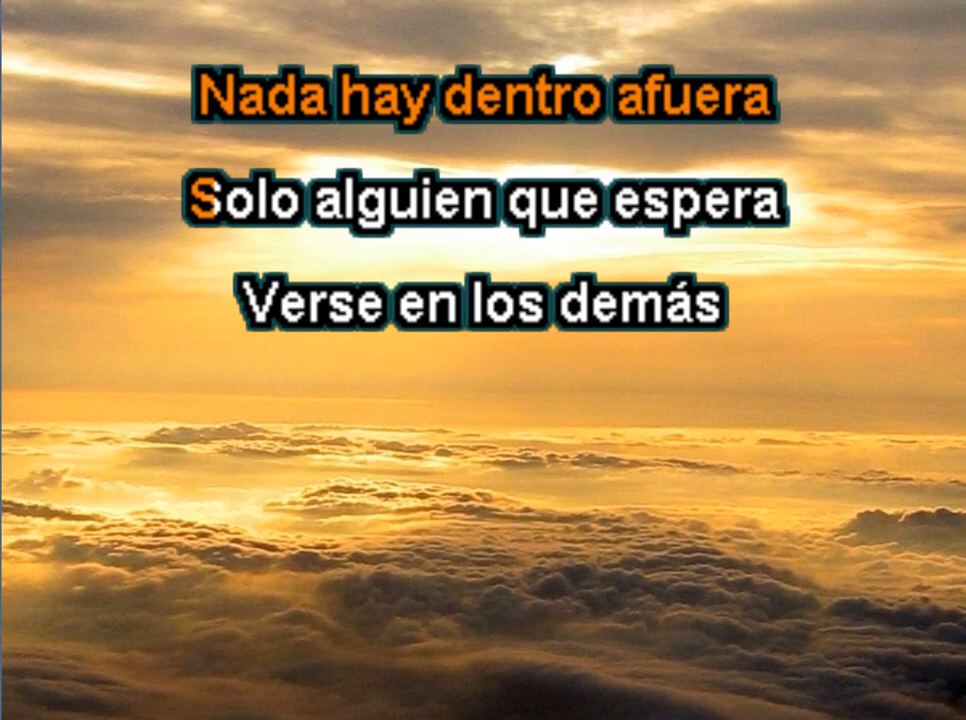 Nada hay dentro afuera
Solo alguien que espera
Verse en los demás